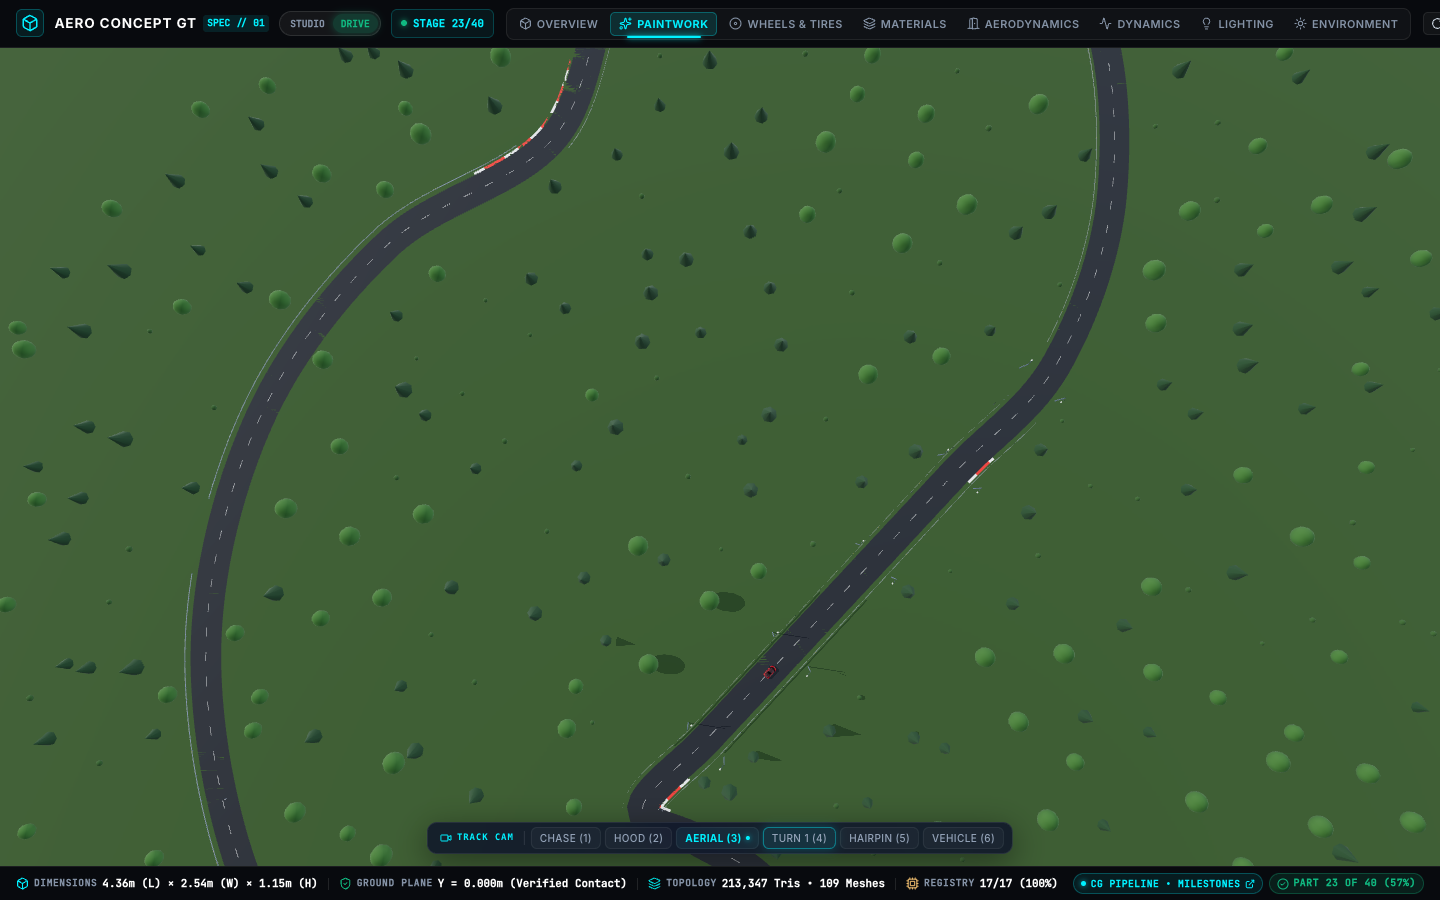 AERO CONCEPT GT SPEC // 01 STUDIO DRIVE STAGE 23/40 OVERVIEW PAINTWORK WHEELS & TIRES MATERIALS AERODYNAMICS DYNAMICS LIGHTING ENVIRONMENT
TRACK CAM CHASE (1) HOOD (2) AERIAL (3) TURN 1 (4) HAIRPIN (5) VEHICLE (6)
DIMENSIONS 4.36m (L) × 2.54m (W) × 1.15m (H) GROUND PLANE Y = 0.000m (Verified Contact) TOPOLOGY 213,347 Tris • 109 Meshes REGISTRY 17/17 (100%) CG PIPELINE • MILESTONES PART 23 OF 40 (57%)